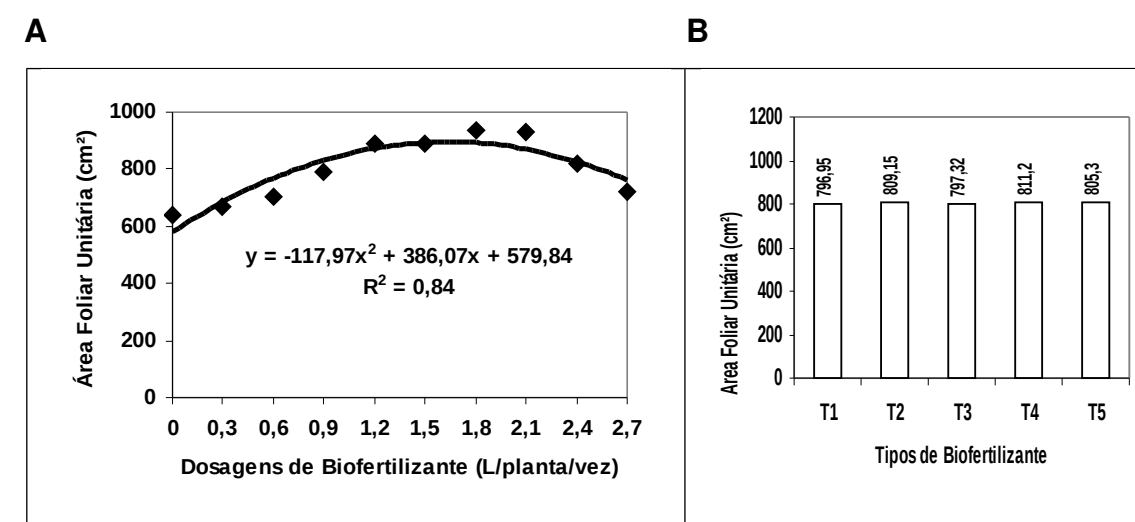 A
B
Área Foliar Unitária (cm²)
1000
800
600
400
200
0
y = -117,97x² + 386,07x + 579,84
R² = 0,84
0 0,3 0,6 0,9 1,2 1,5 1,8 2,1 2,4 2,7
Dosagens de Biofertilizante (L/planta/vez)
Area Foliar Unitária (cm²)
1200
1000
800
600
400
200
0
796,95 809,15 797,32 811,2 805,3
T1 T2 T3 T4 T5
Tipos de Biofertilizante